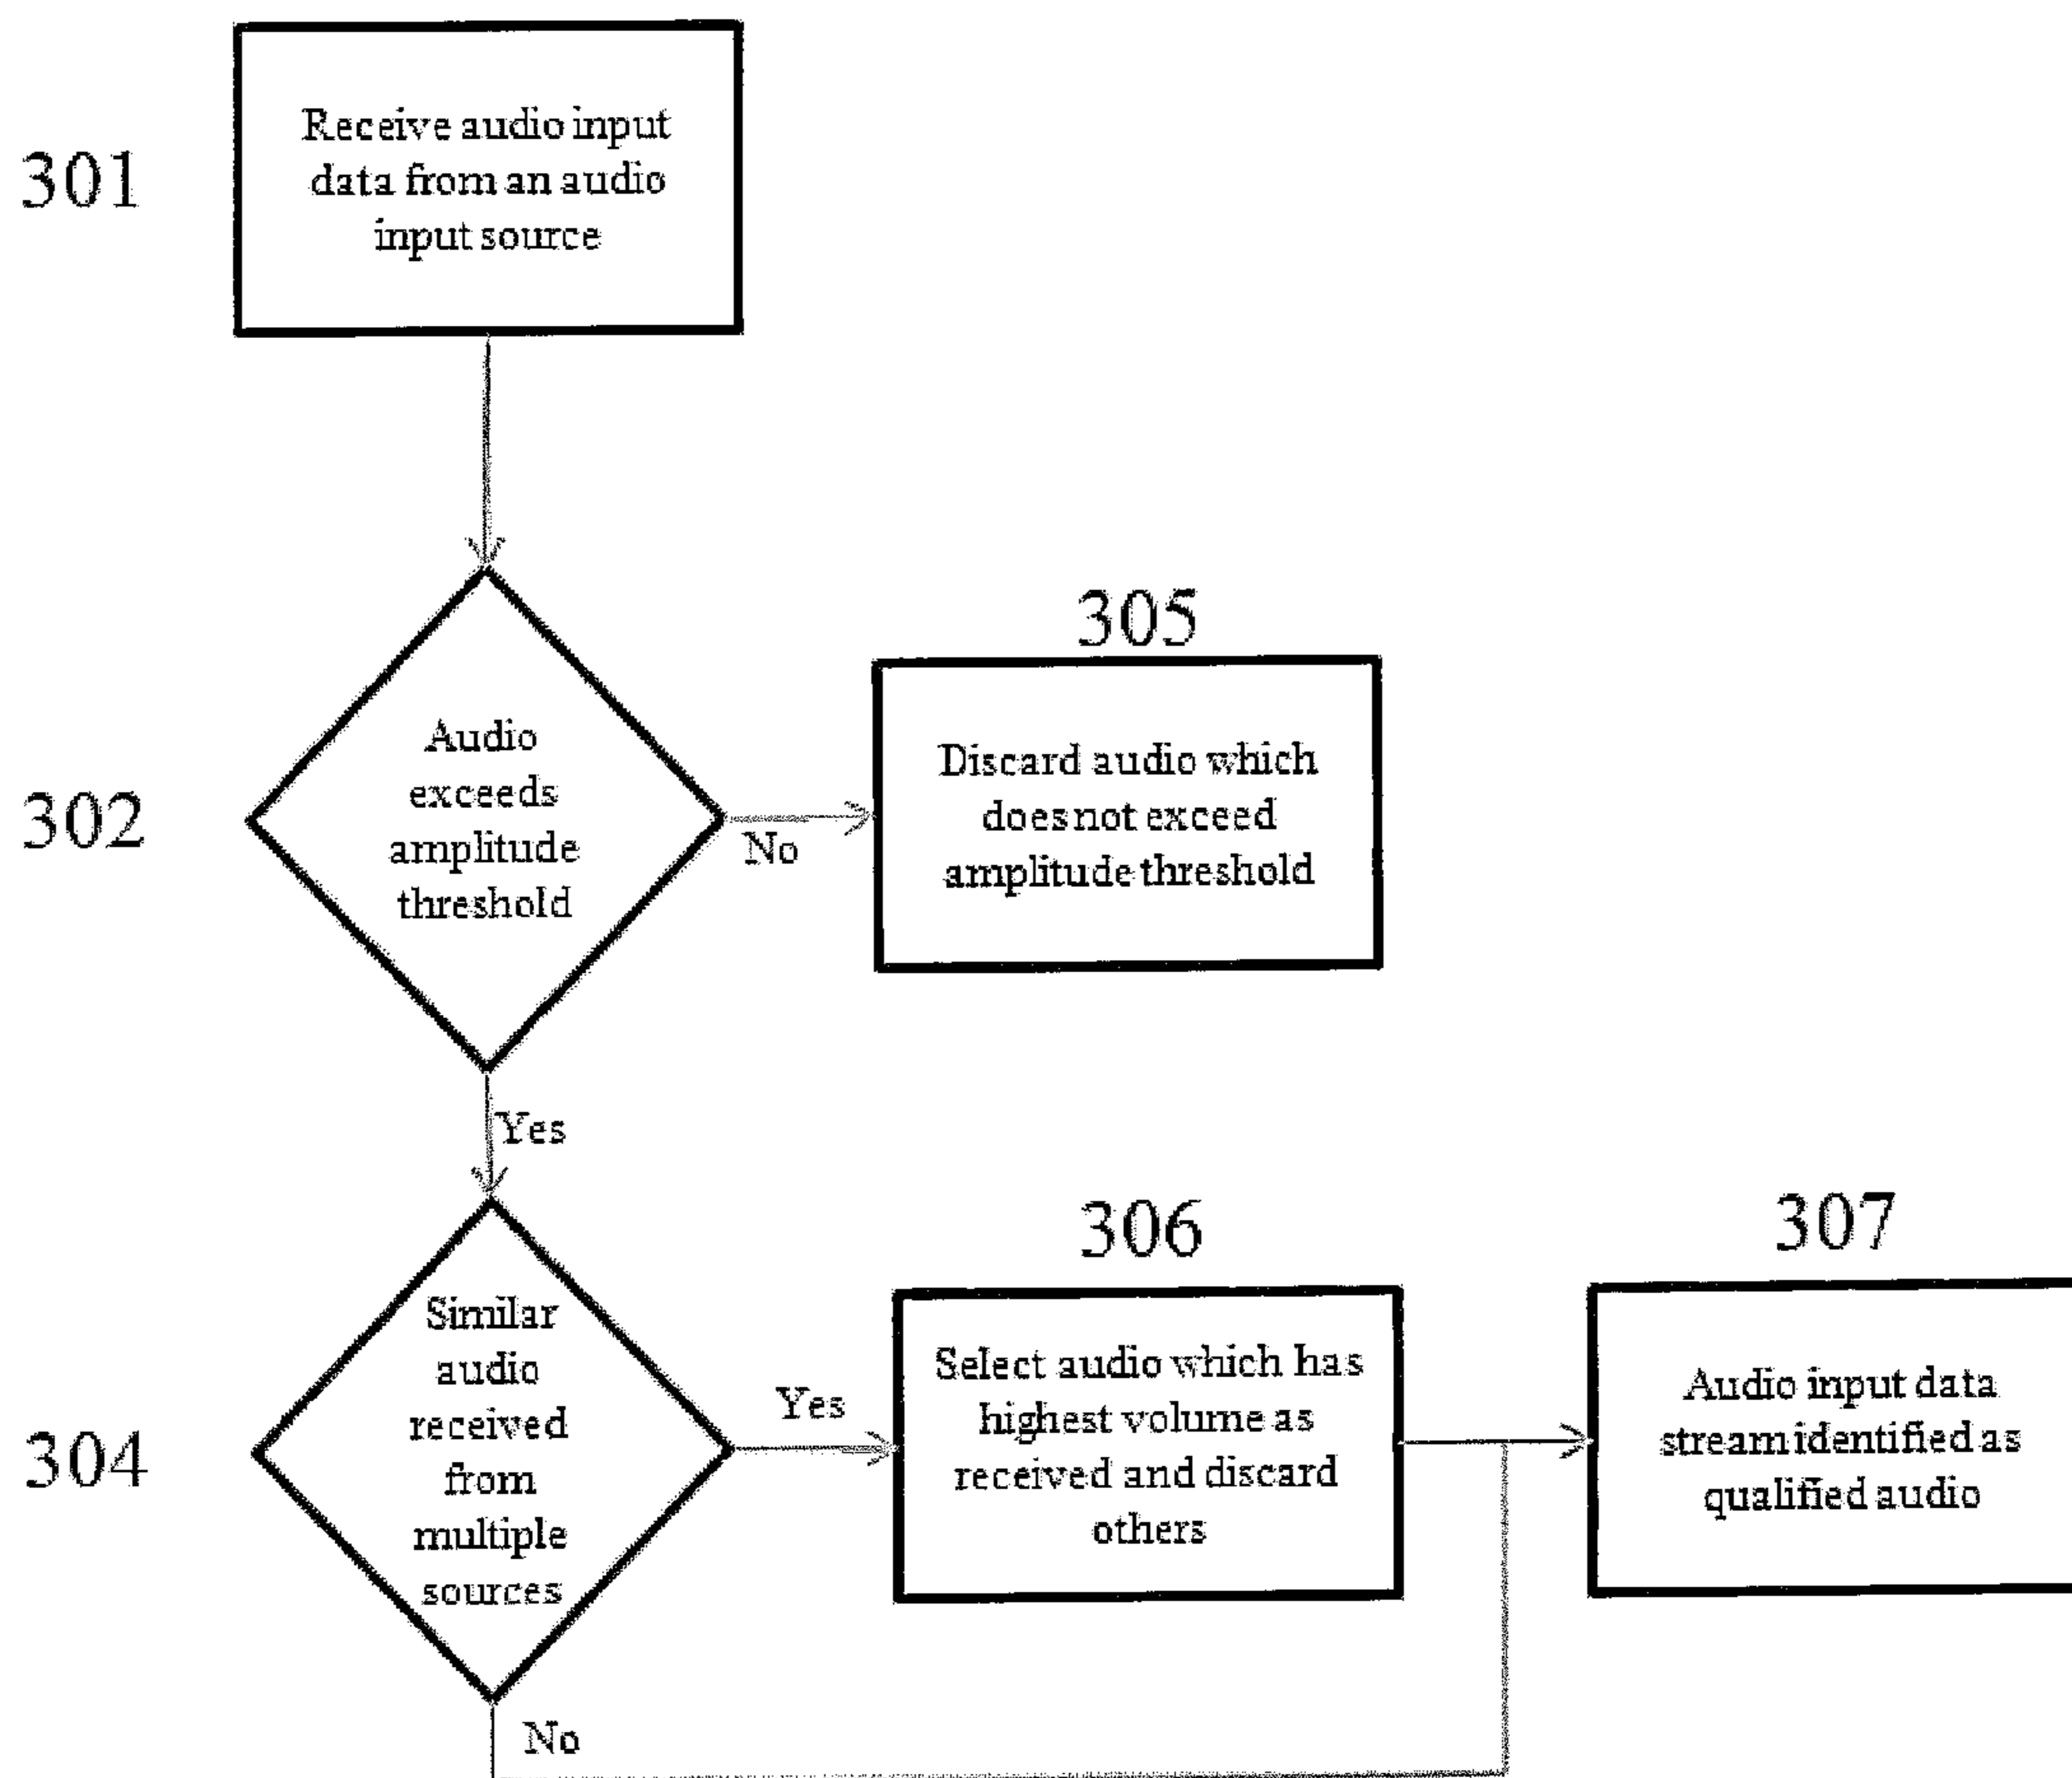 301
Receive audio input
data from an audio
input source
302
Audio
exceeds
amplitude
threshold
No
305
Discard audio which
does not exceed
amplitude threshold
Yes
304
Similar
audio
received
from
multiple
sources
Yes
306
Select audio which has
highest volume as
received and discard
others
307
Audio input data
stream identified as
qualified audio
No